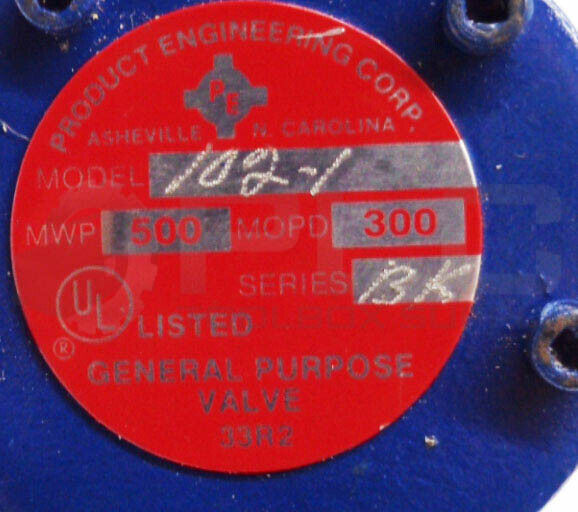 PRODUCT ENGINEERING CORP.
PE
ASHEVILLE N. CAROLINA
MODEL 102-1
MWP 500 MOPD 300
SERIES BK
UL LISTED
®
GENERAL PURPOSE
VALVE
33R2